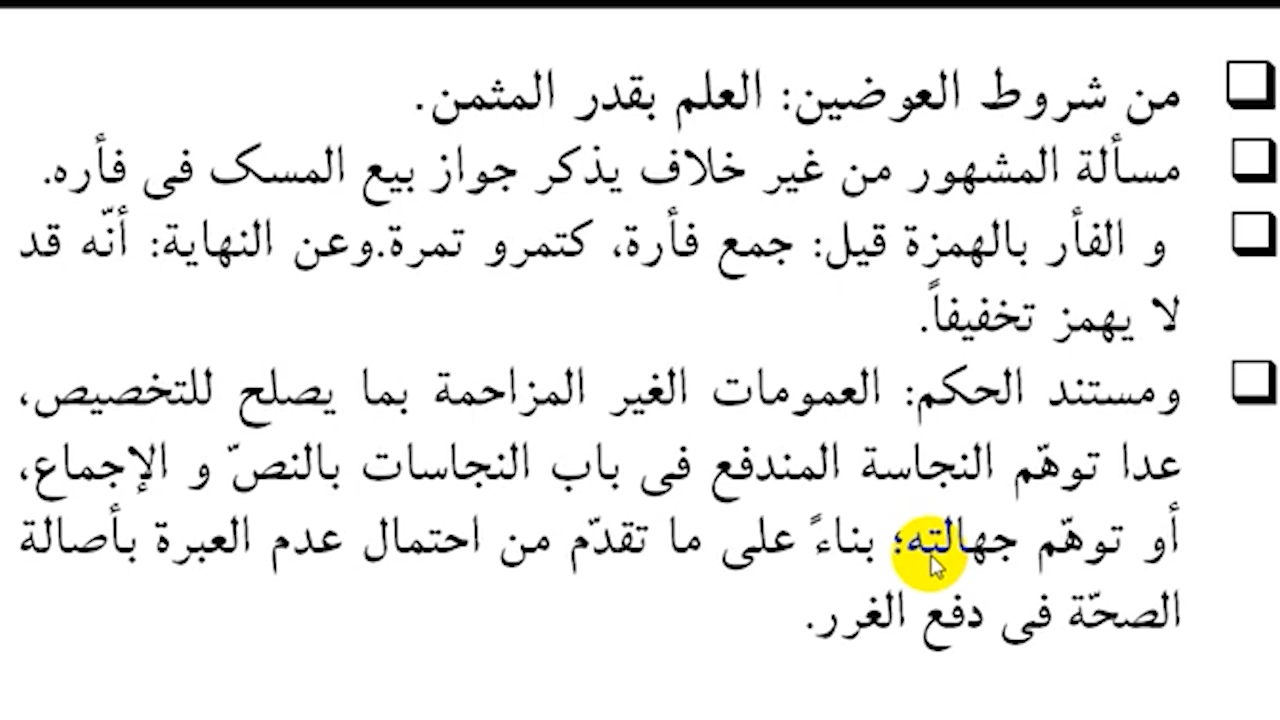 من شروط العوضين: العلم بقدر المثمن.
مسألة المشهور من غير خلاف يذكر جواز بيع المسک فی فأره.
و الفأر بالهمزة قيل: جمع فأرة، كتمرو تمرة.وعن النهاية: أنّه قد
لا يهمز تخفيفاً.
ومستند الحكم: العمومات الغير المزاحمة بما يصلح للتخصيص،
عدا توهّم النجاسة المندفع فی باب النجاسات بالنصّ و الإجماع،
أو توهّم جهالته؛ بناءً على ما تقدّم من احتمال عدم العبرة بأصالة
الصحّة فی دفع الغرر.